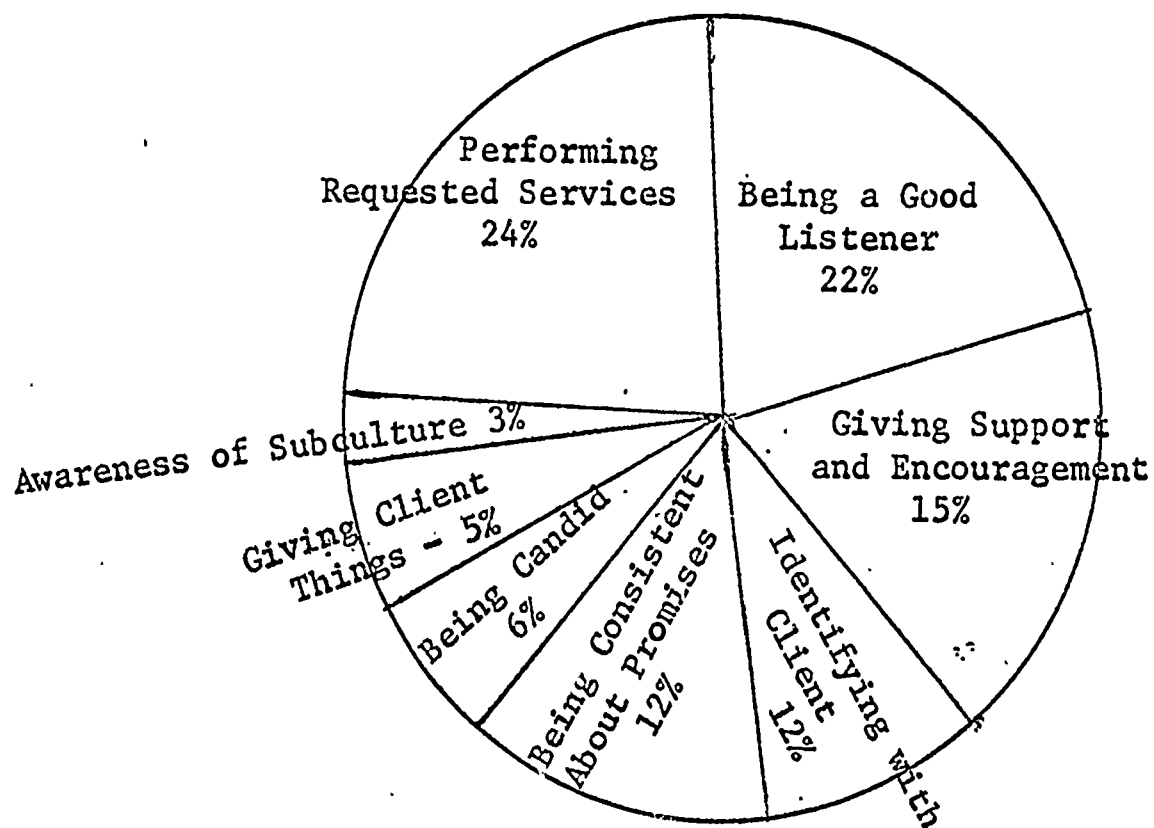 Performing
Requested Services
24%
Being a Good
Listener
22%
Giving Support
and Encouragement
15%
Identifying with
Client
12%
Being Consistent
About Promises
12%
Being Candid
6%
Giving Client
Things - 5%
Awareness of Subculture 3%